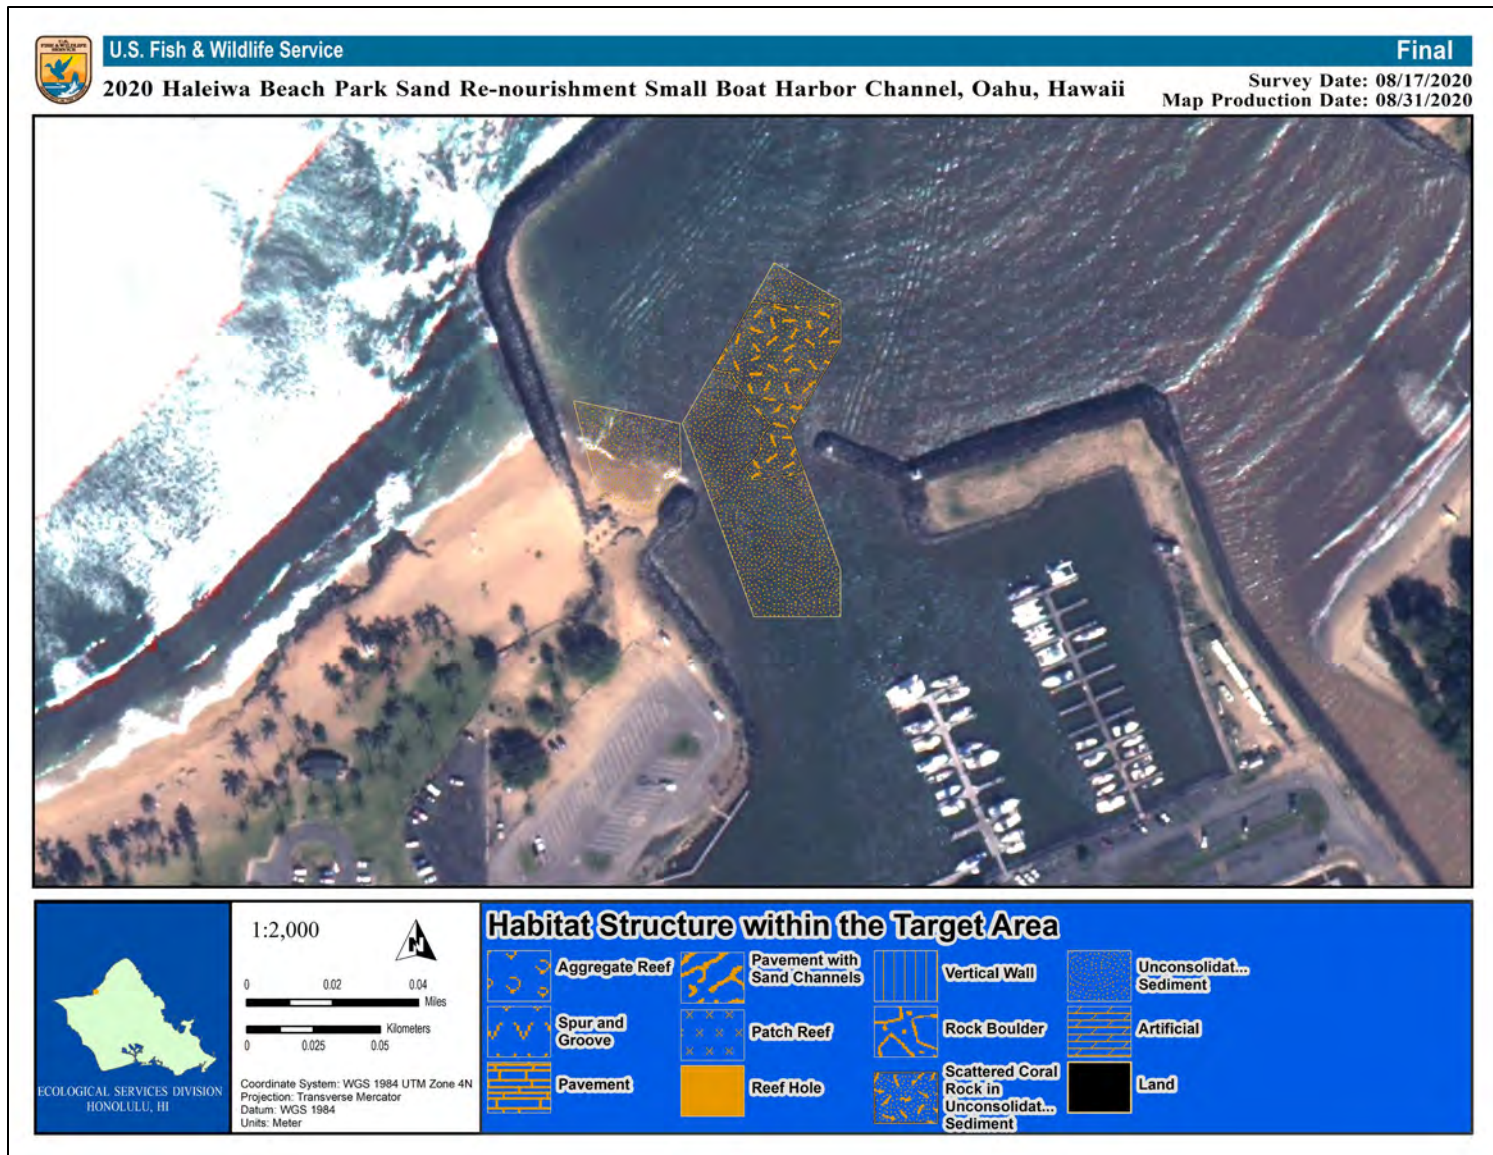 U.S.
FISH & WILDLIFE
SERVICE
U.S. Fish & Wildlife Service
Final
2020 Haleiwa Beach Park Sand Re-nourishment Small Boat Harbor Channel, Oahu, Hawaii
Survey Date: 08/17/2020
Map Production Date: 08/31/2020
ECOLOGICAL SERVICES DIVISION
HONOLULU, HI
1:2,000
N
0 0.02 0.04
Miles
Kilometers
0 0.025 0.05
Coordinate System: WGS 1984 UTM Zone 4N
Projection: Transverse Mercator
Datum: WGS 1984
Units: Meter
Habitat Structure within the Target Area
Aggregate Reef
Spur and
Groove
Pavement
Pavement with
Sand Channels
Patch Reef
Reef Hole
Vertical Wall
Rock Boulder
Scattered Coral
Rock in
Unconsolidat...
Sediment
Unconsolidat...
Sediment
Artificial
Land